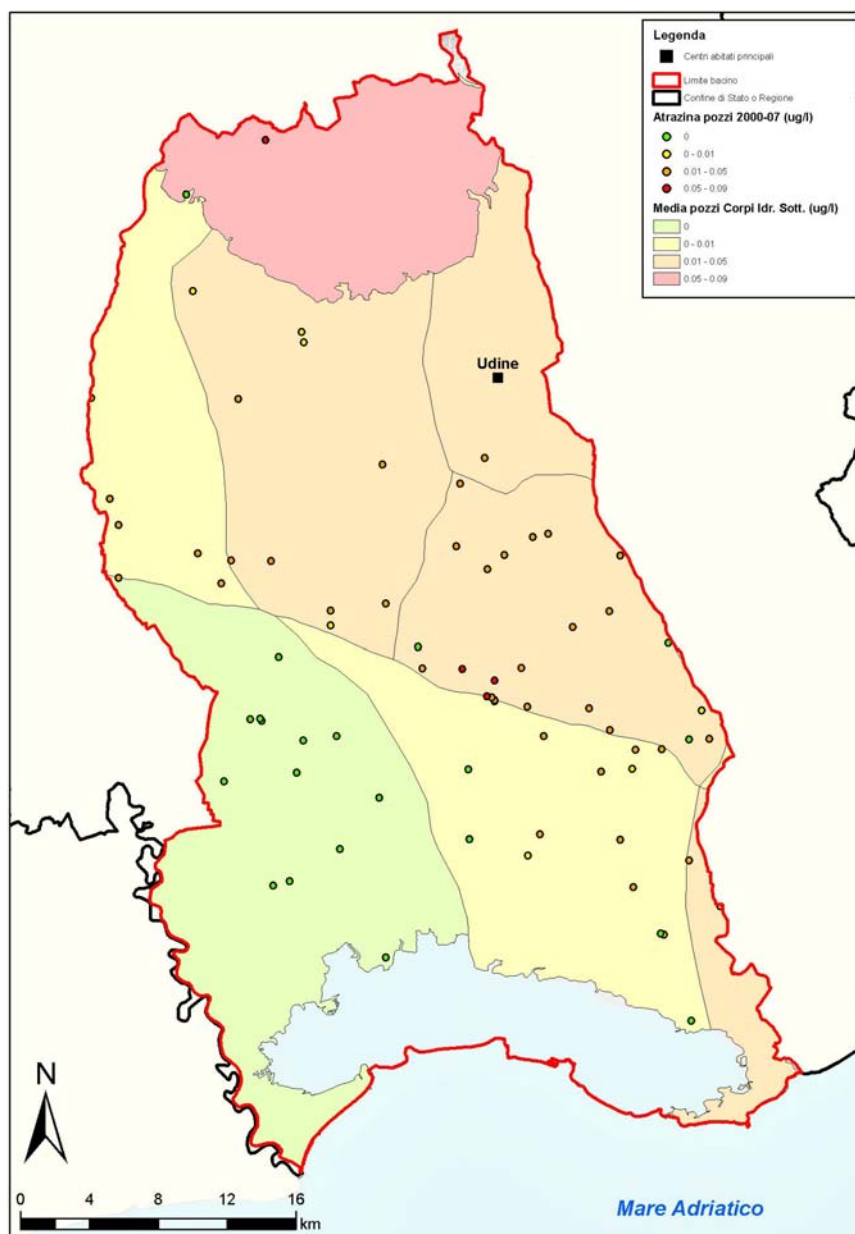 Legenda
Centri abitati principali
Limite bacino
Confine di Stato o Regione
Atrazina pozzi 2000-07 (ug/l)
0
0 - 0.01
0.01 - 0.05
0.05 - 0.09
Media pozzi Corpi Idr. Sott. (ug/l)
0
0 - 0.01
0.01 - 0.05
0.05 - 0.09
Udine
N
0 4 8 12 16
km
Mare Adriatico